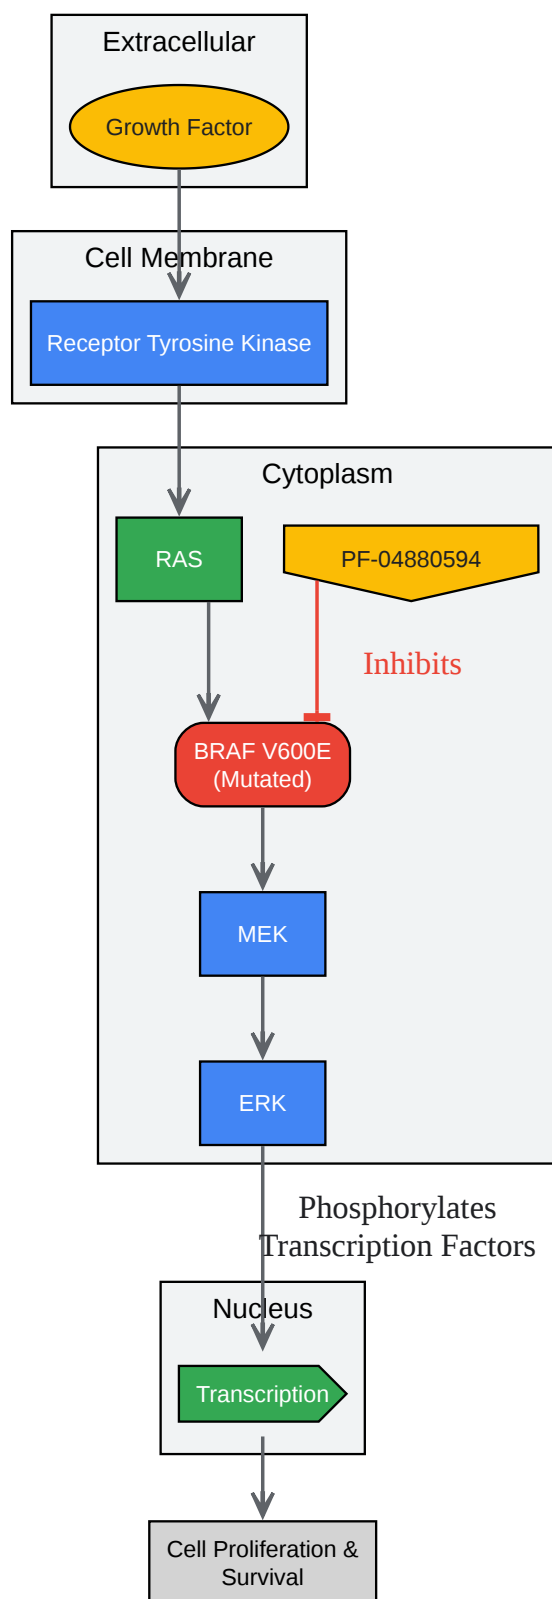 Extracellular
Growth Factor
Cell Membrane
Receptor Tyrosine Kinase
Cytoplasm
RAS
PF-04880594
Inhibits
BRAF V600E
(Mutated)
MEK
ERK
Phosphorylates
Transcription Factors
Nucleus
Transcription
Cell Proliferation &
Survival